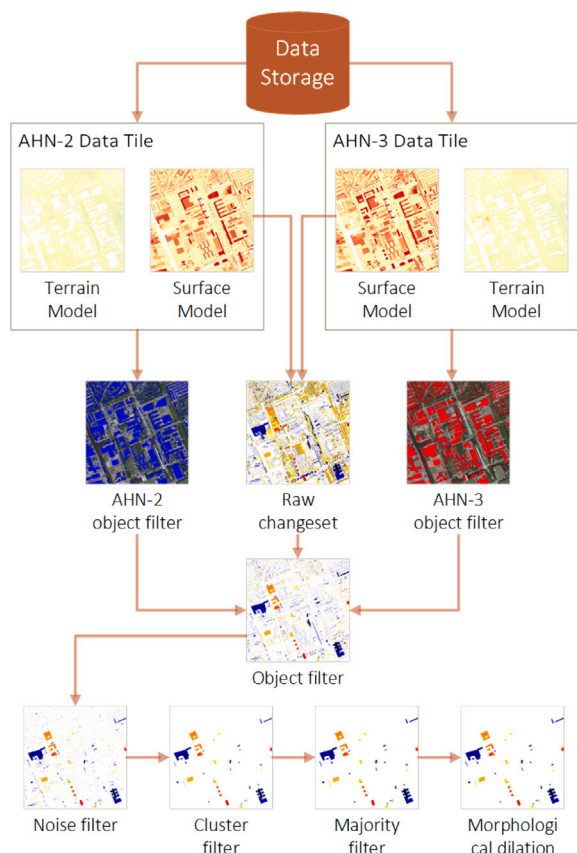 Data
Storage
AHN-2 Data Tile
AHN-3 Data Tile
Terrain
Model
Surface
Model
Surface
Model
Terrain
Model
AHN-2
object filter
Raw
changeset
AHN-3
object filter
Object filter
Noise filter
Cluster
filter
Majority
filter
Morphologi
cal dilation